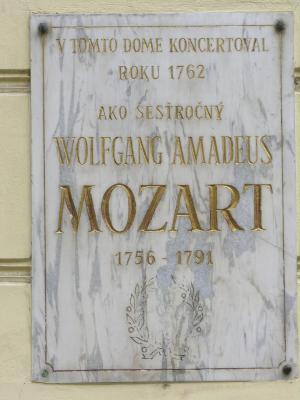 V TOMTO DOME KONCERTOVAL
ROKU 1762
AKO ŠESŤROČNÝ
WOLFGANG AMADEUS
MOZART
1756 - 1791